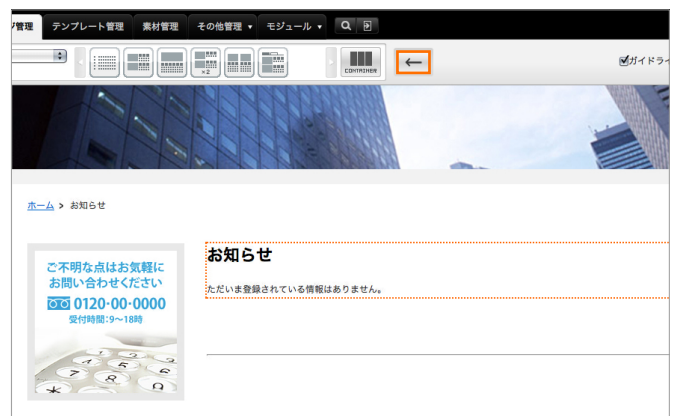 ジ管理 テンプレート管理 素材管理 その他管理 ▼ モジュール ▼
×2 CONTAINER ← ガイドライ
ホーム > お知らせ
お知らせ
ただいま登録されている情報はありません。
ご不明な点はお気軽に
お問い合わせください
0120-00-0000
受付時間:9〜18時